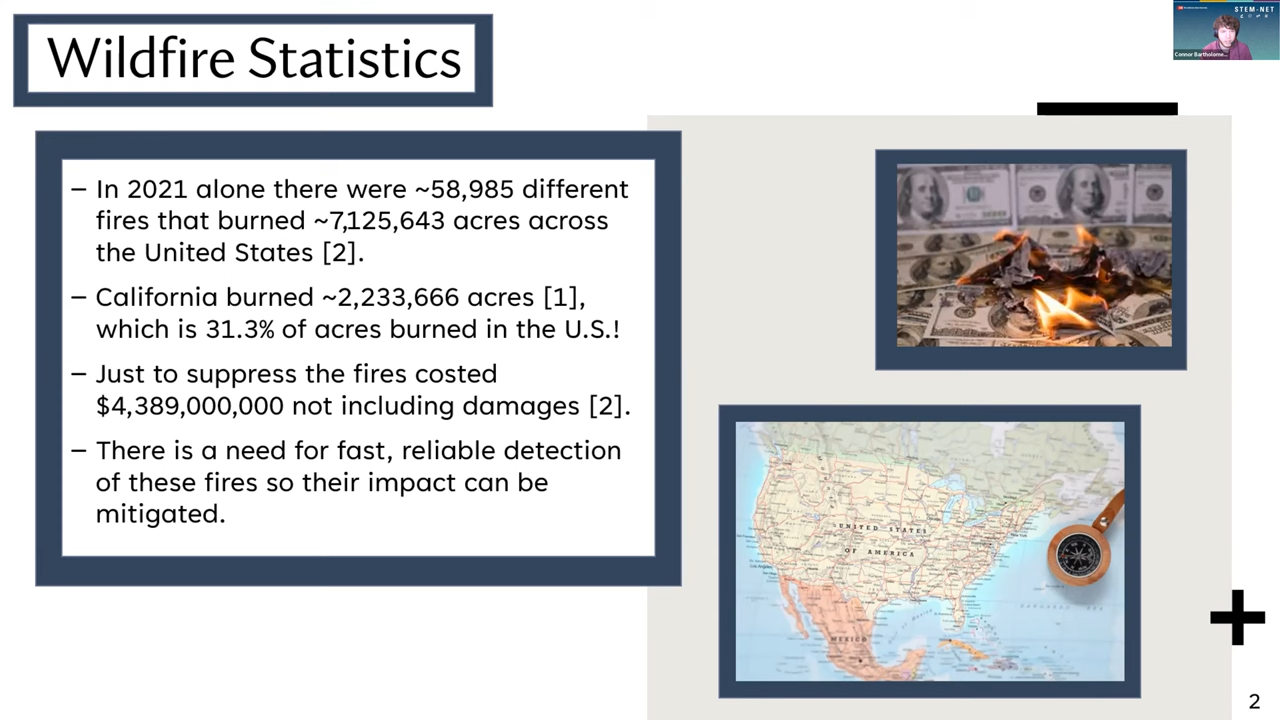 Wildfire Statistics
STEM-NET
Connor Bartholome...
– In 2021 alone there were ~58,985 different
fires that burned ~7,125,643 acres across
the United States [2].
– California burned ~2,233,666 acres [1],
which is 31.3% of acres burned in the U.S.!
– Just to suppress the fires costed
$4,389,000,000 not including damages [2].
– There is a need for fast, reliable detection
of these fires so their impact can be
mitigated.
UNITED STATES
OF AMERICA
MEXICO
2